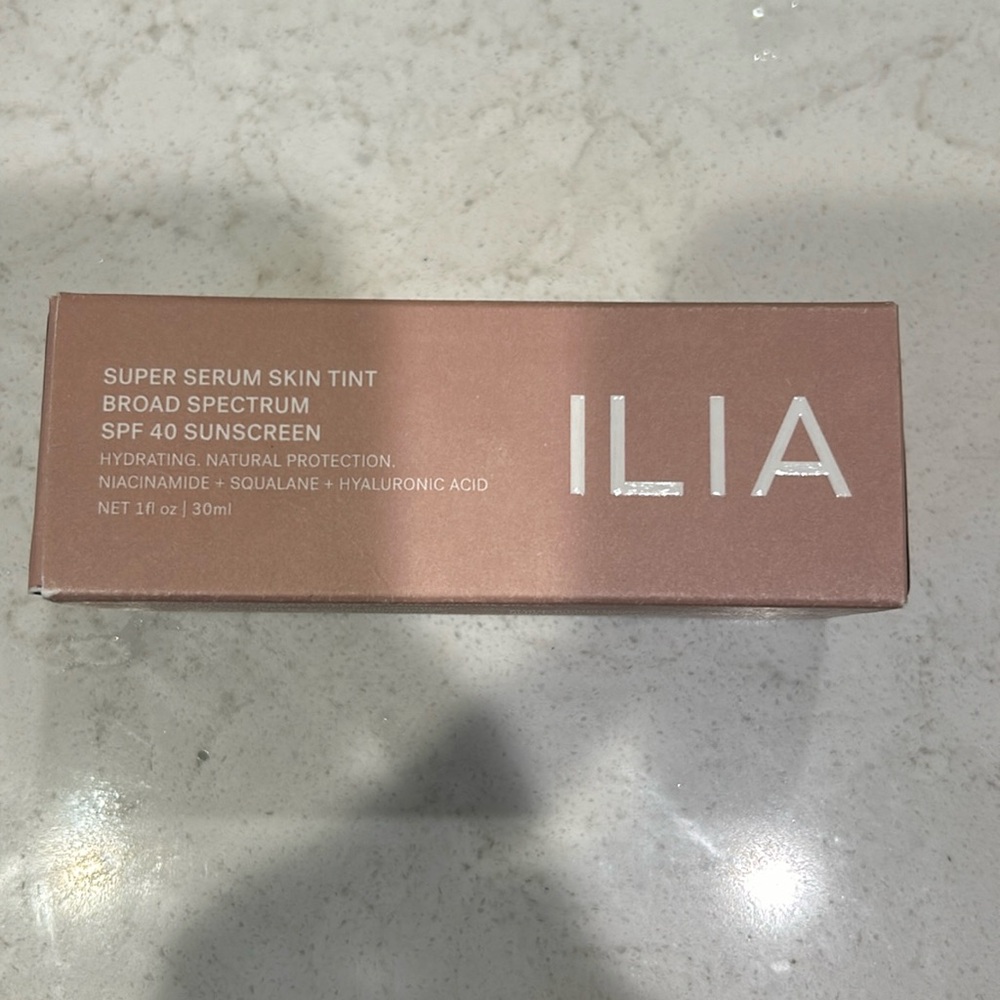 SUPER SERUM SKIN TINT
BROAD SPECTRUM
SPF 40 SUNSCREEN
HYDRATING. NATURAL PROTECTION.
NIACINAMIDE + SQUALANE + HYALURONIC ACID
NET 1fl oz | 30ml
ILIA